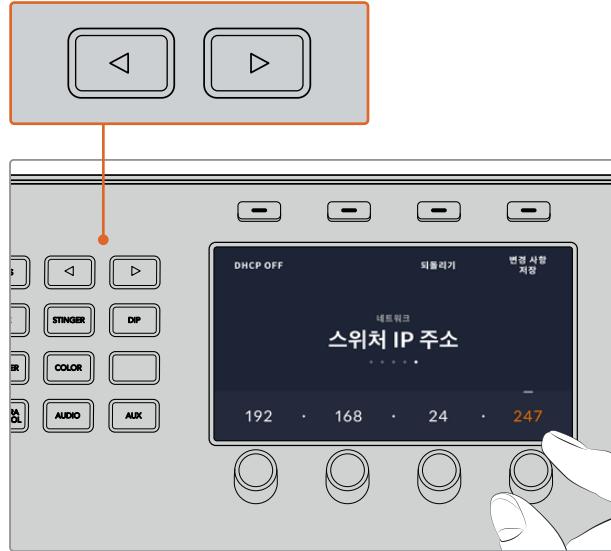 DHCP OFF
되돌리기
변경 사항
저장
네트워크
스위처 IP 주소
192 . 168 . 24 . 247
STINGER
DIP
COLOR
AUDIO
AUX